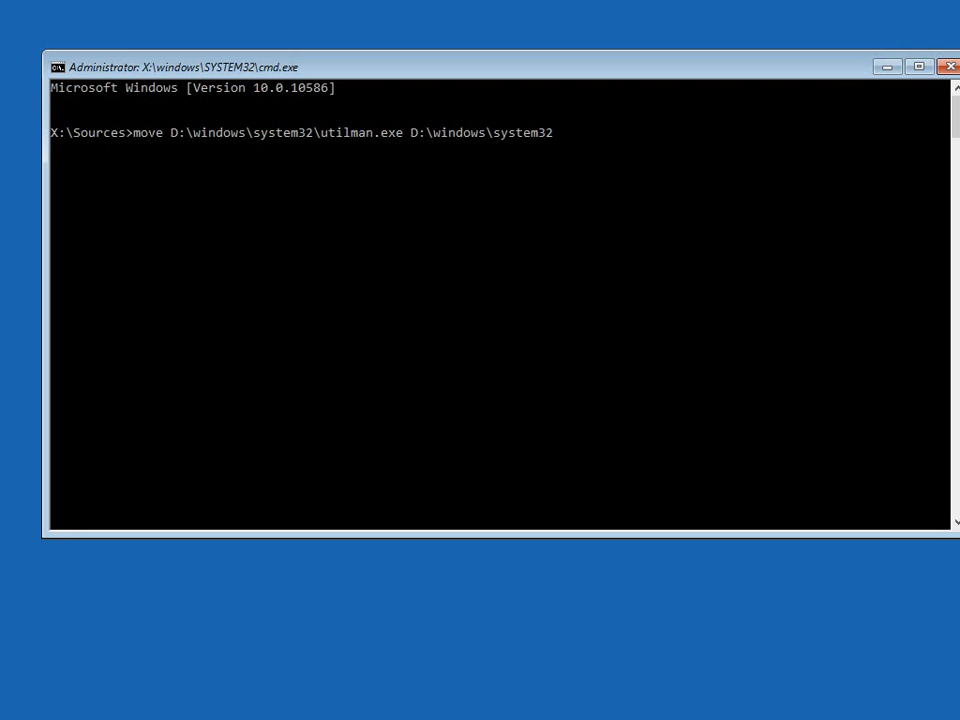 Administrator: X:\windows\SYSTEM32\cmd.exe
Microsoft Windows [Version 10.0.10586]
X:\Sources>move D:\windows\system32\utilman.exe D:\windows\system32